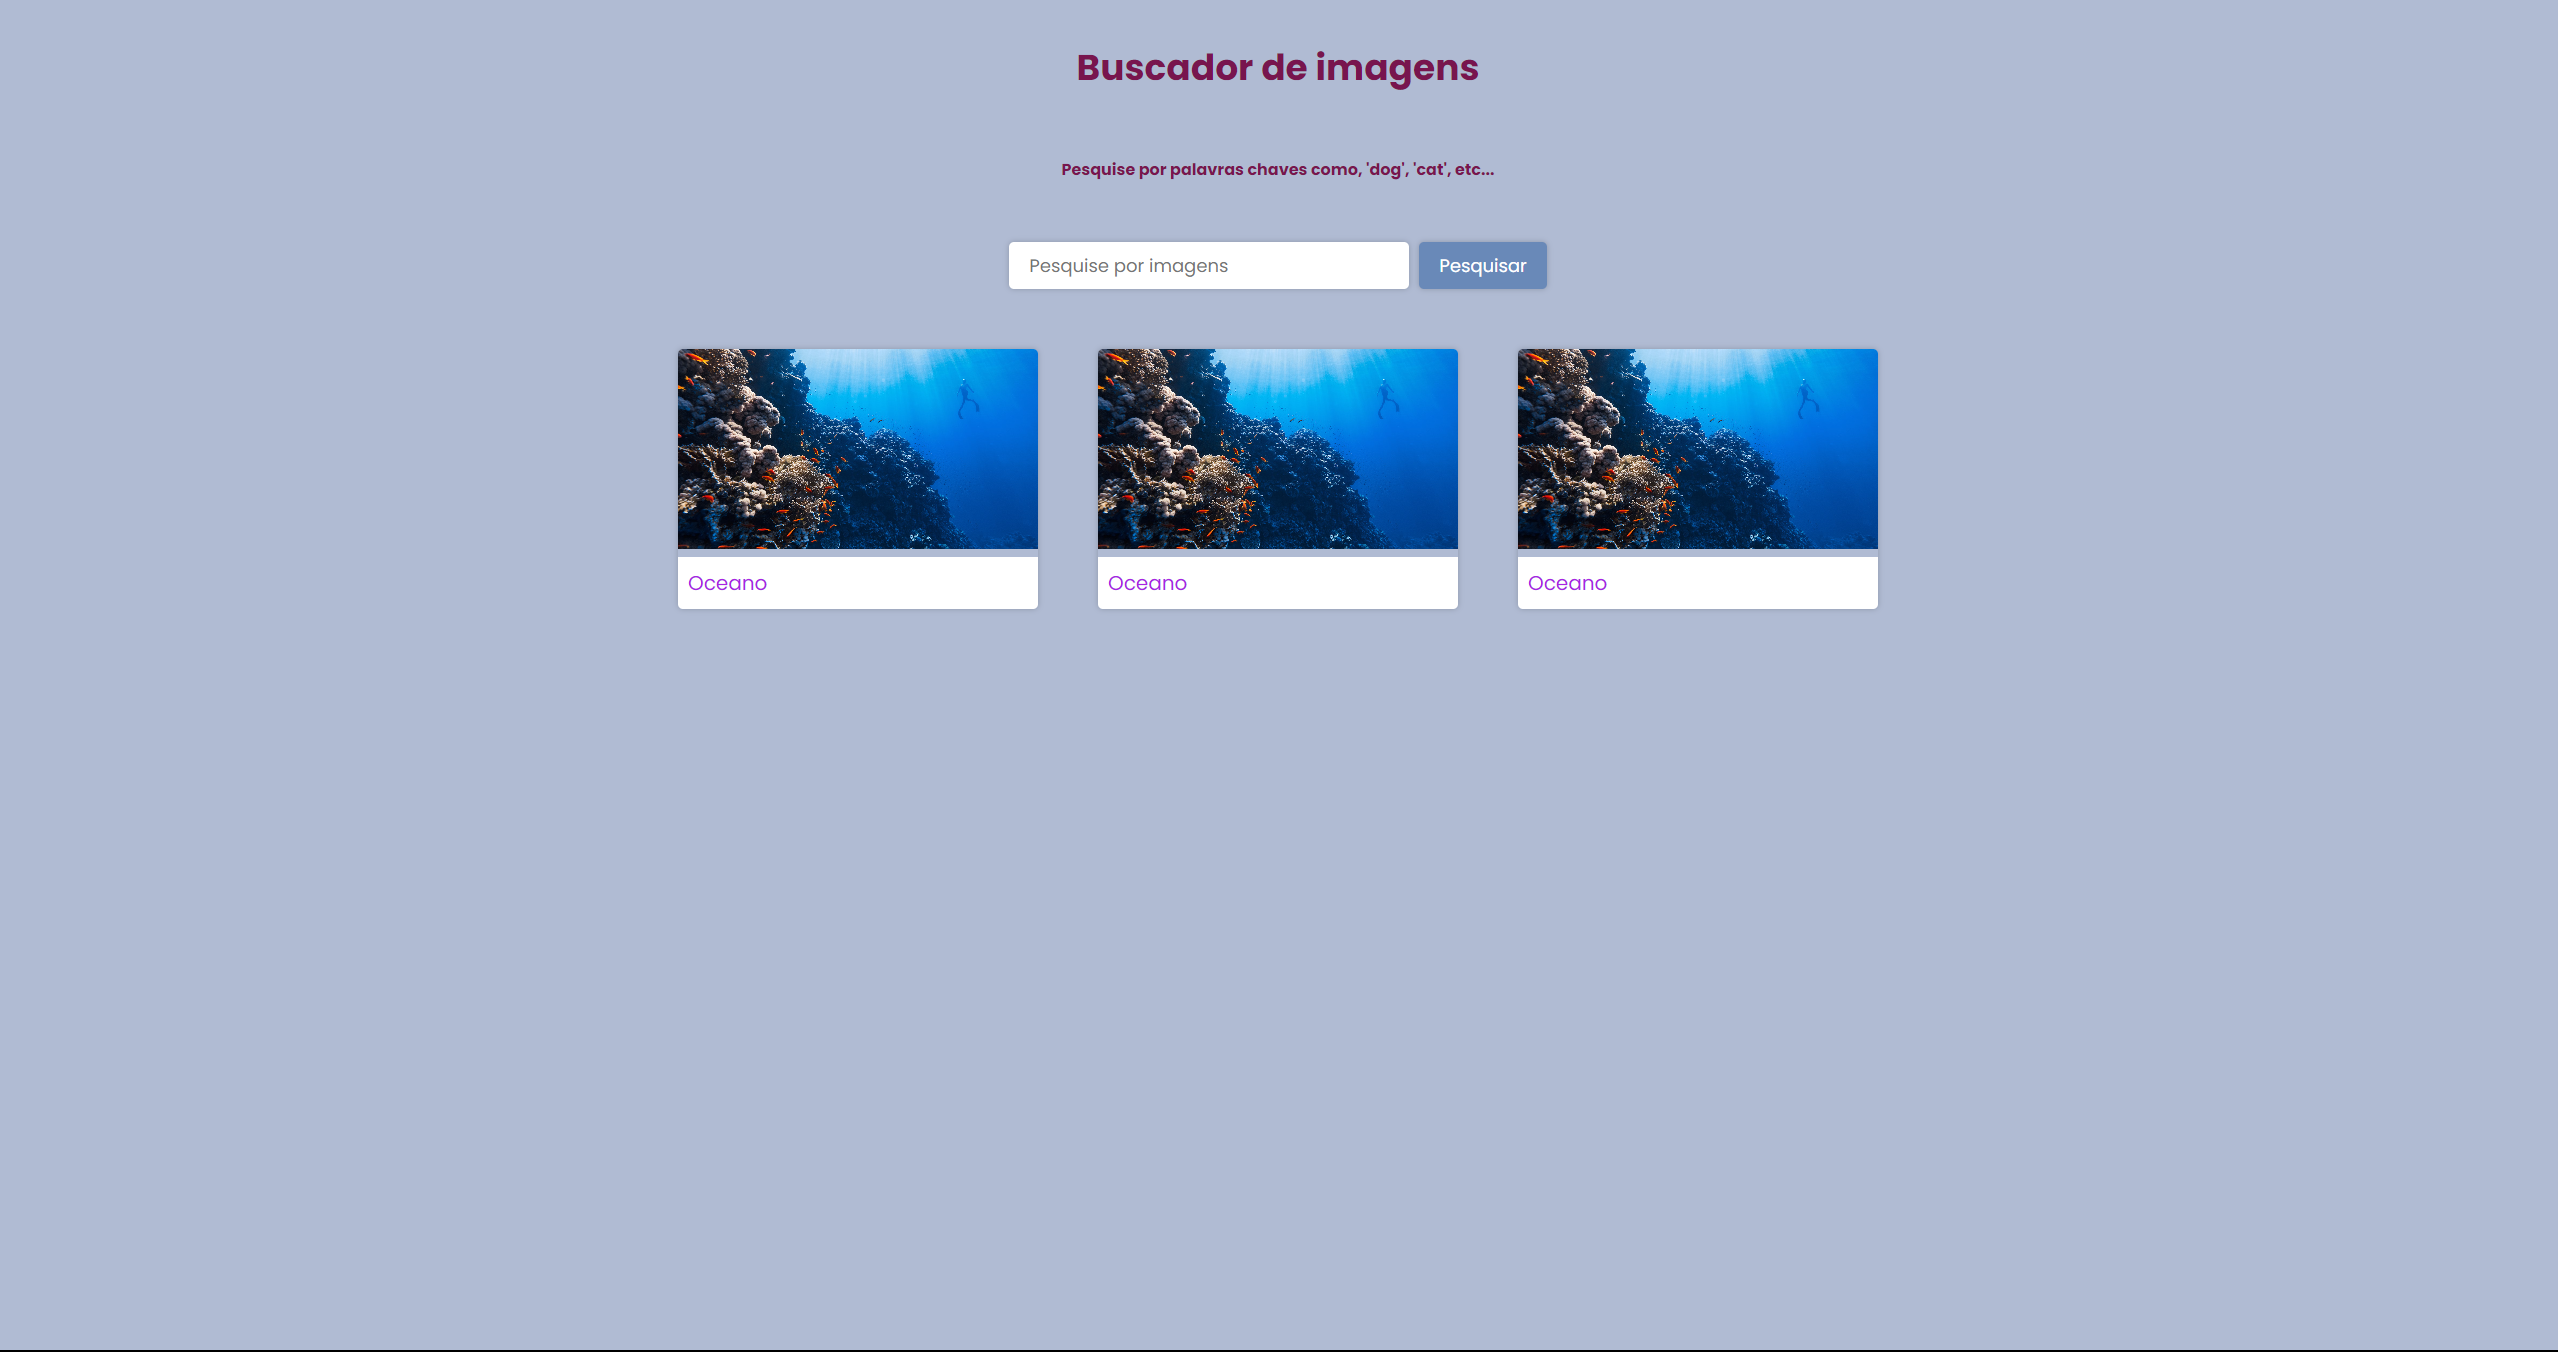 Buscador de imagens
Pesquise por palavras chaves como, 'dog', 'cat', etc...
Pesquise por imagens
Pesquisar
Oceano
Oceano
Oceano